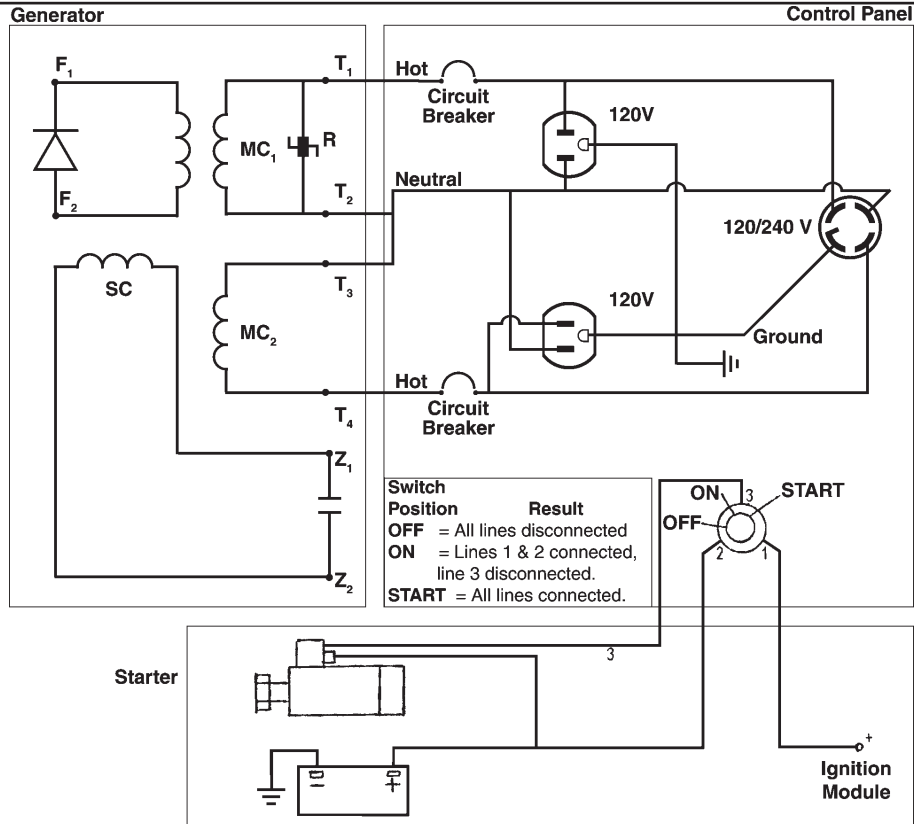 Generator
Control Panel
F1
F2
MC1
R
T1
T2
Hot
Circuit
Breaker
120V
Neutral
120/240 V
SC
MC2
T3
T4
120V
Ground
Hot
Circuit
Breaker
Z1
Z2
Switch
Position Result
OFF = All lines disconnected
ON = Lines 1 & 2 connected,
line 3 disconnected.
START = All lines connected.
ON
3
START
OFF
2
1
Starter
3
−
+
+
Ignition
Module